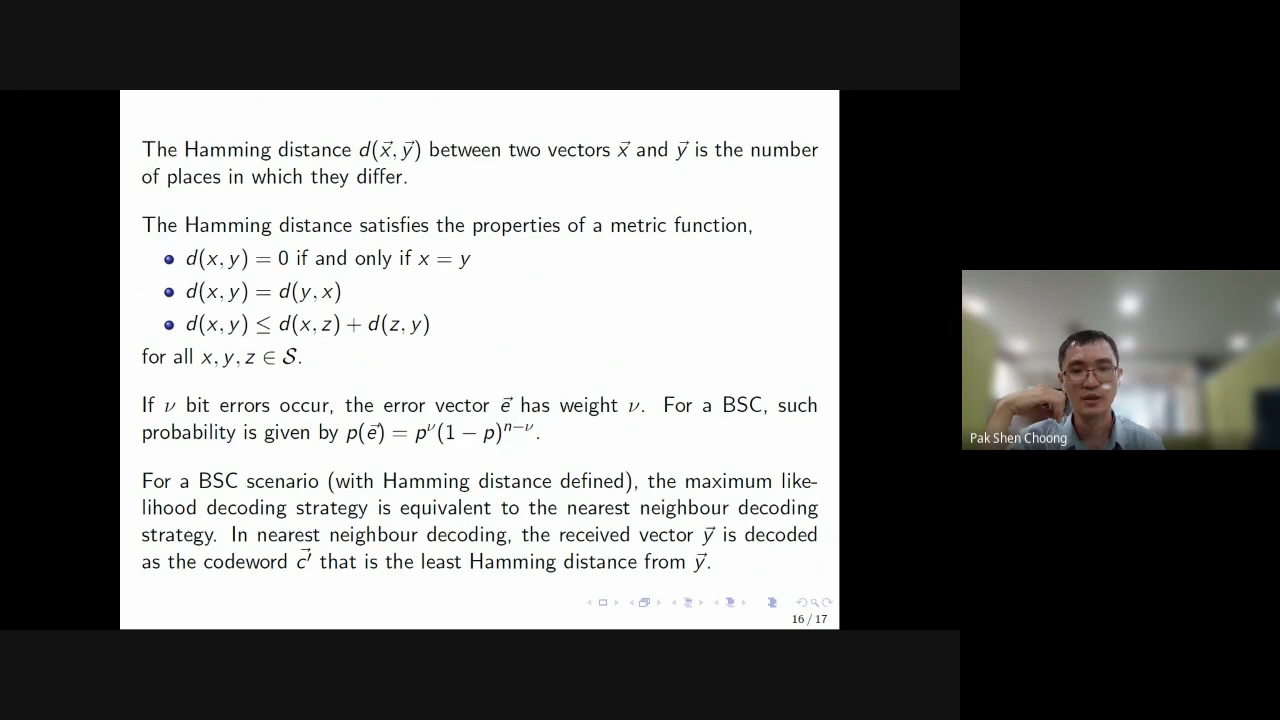 The Hamming distance d(x⃗, y⃗) between two vectors x⃗ and y⃗ is the number
of places in which they differ.
The Hamming distance satisfies the properties of a metric function,
d(x, y) = 0 if and only if x = y
d(x, y) = d(y, x)
d(x, y) ≤ d(x, z) + d(z, y)
for all x, y, z ∈ 𝒮.
If ν bit errors occur, the error vector e⃗ has weight ν. For a BSC, such
probability is given by p(e⃗) = p^ν(1 − p)^{n−ν}.
For a BSC scenario (with Hamming distance defined), the maximum like-
lihood decoding strategy is equivalent to the nearest neighbour decoding
strategy. In nearest neighbour decoding, the received vector y⃗ is decoded
as the codeword c⃗′ that is the least Hamming distance from y⃗.
16 / 17
Pak Shen Choong